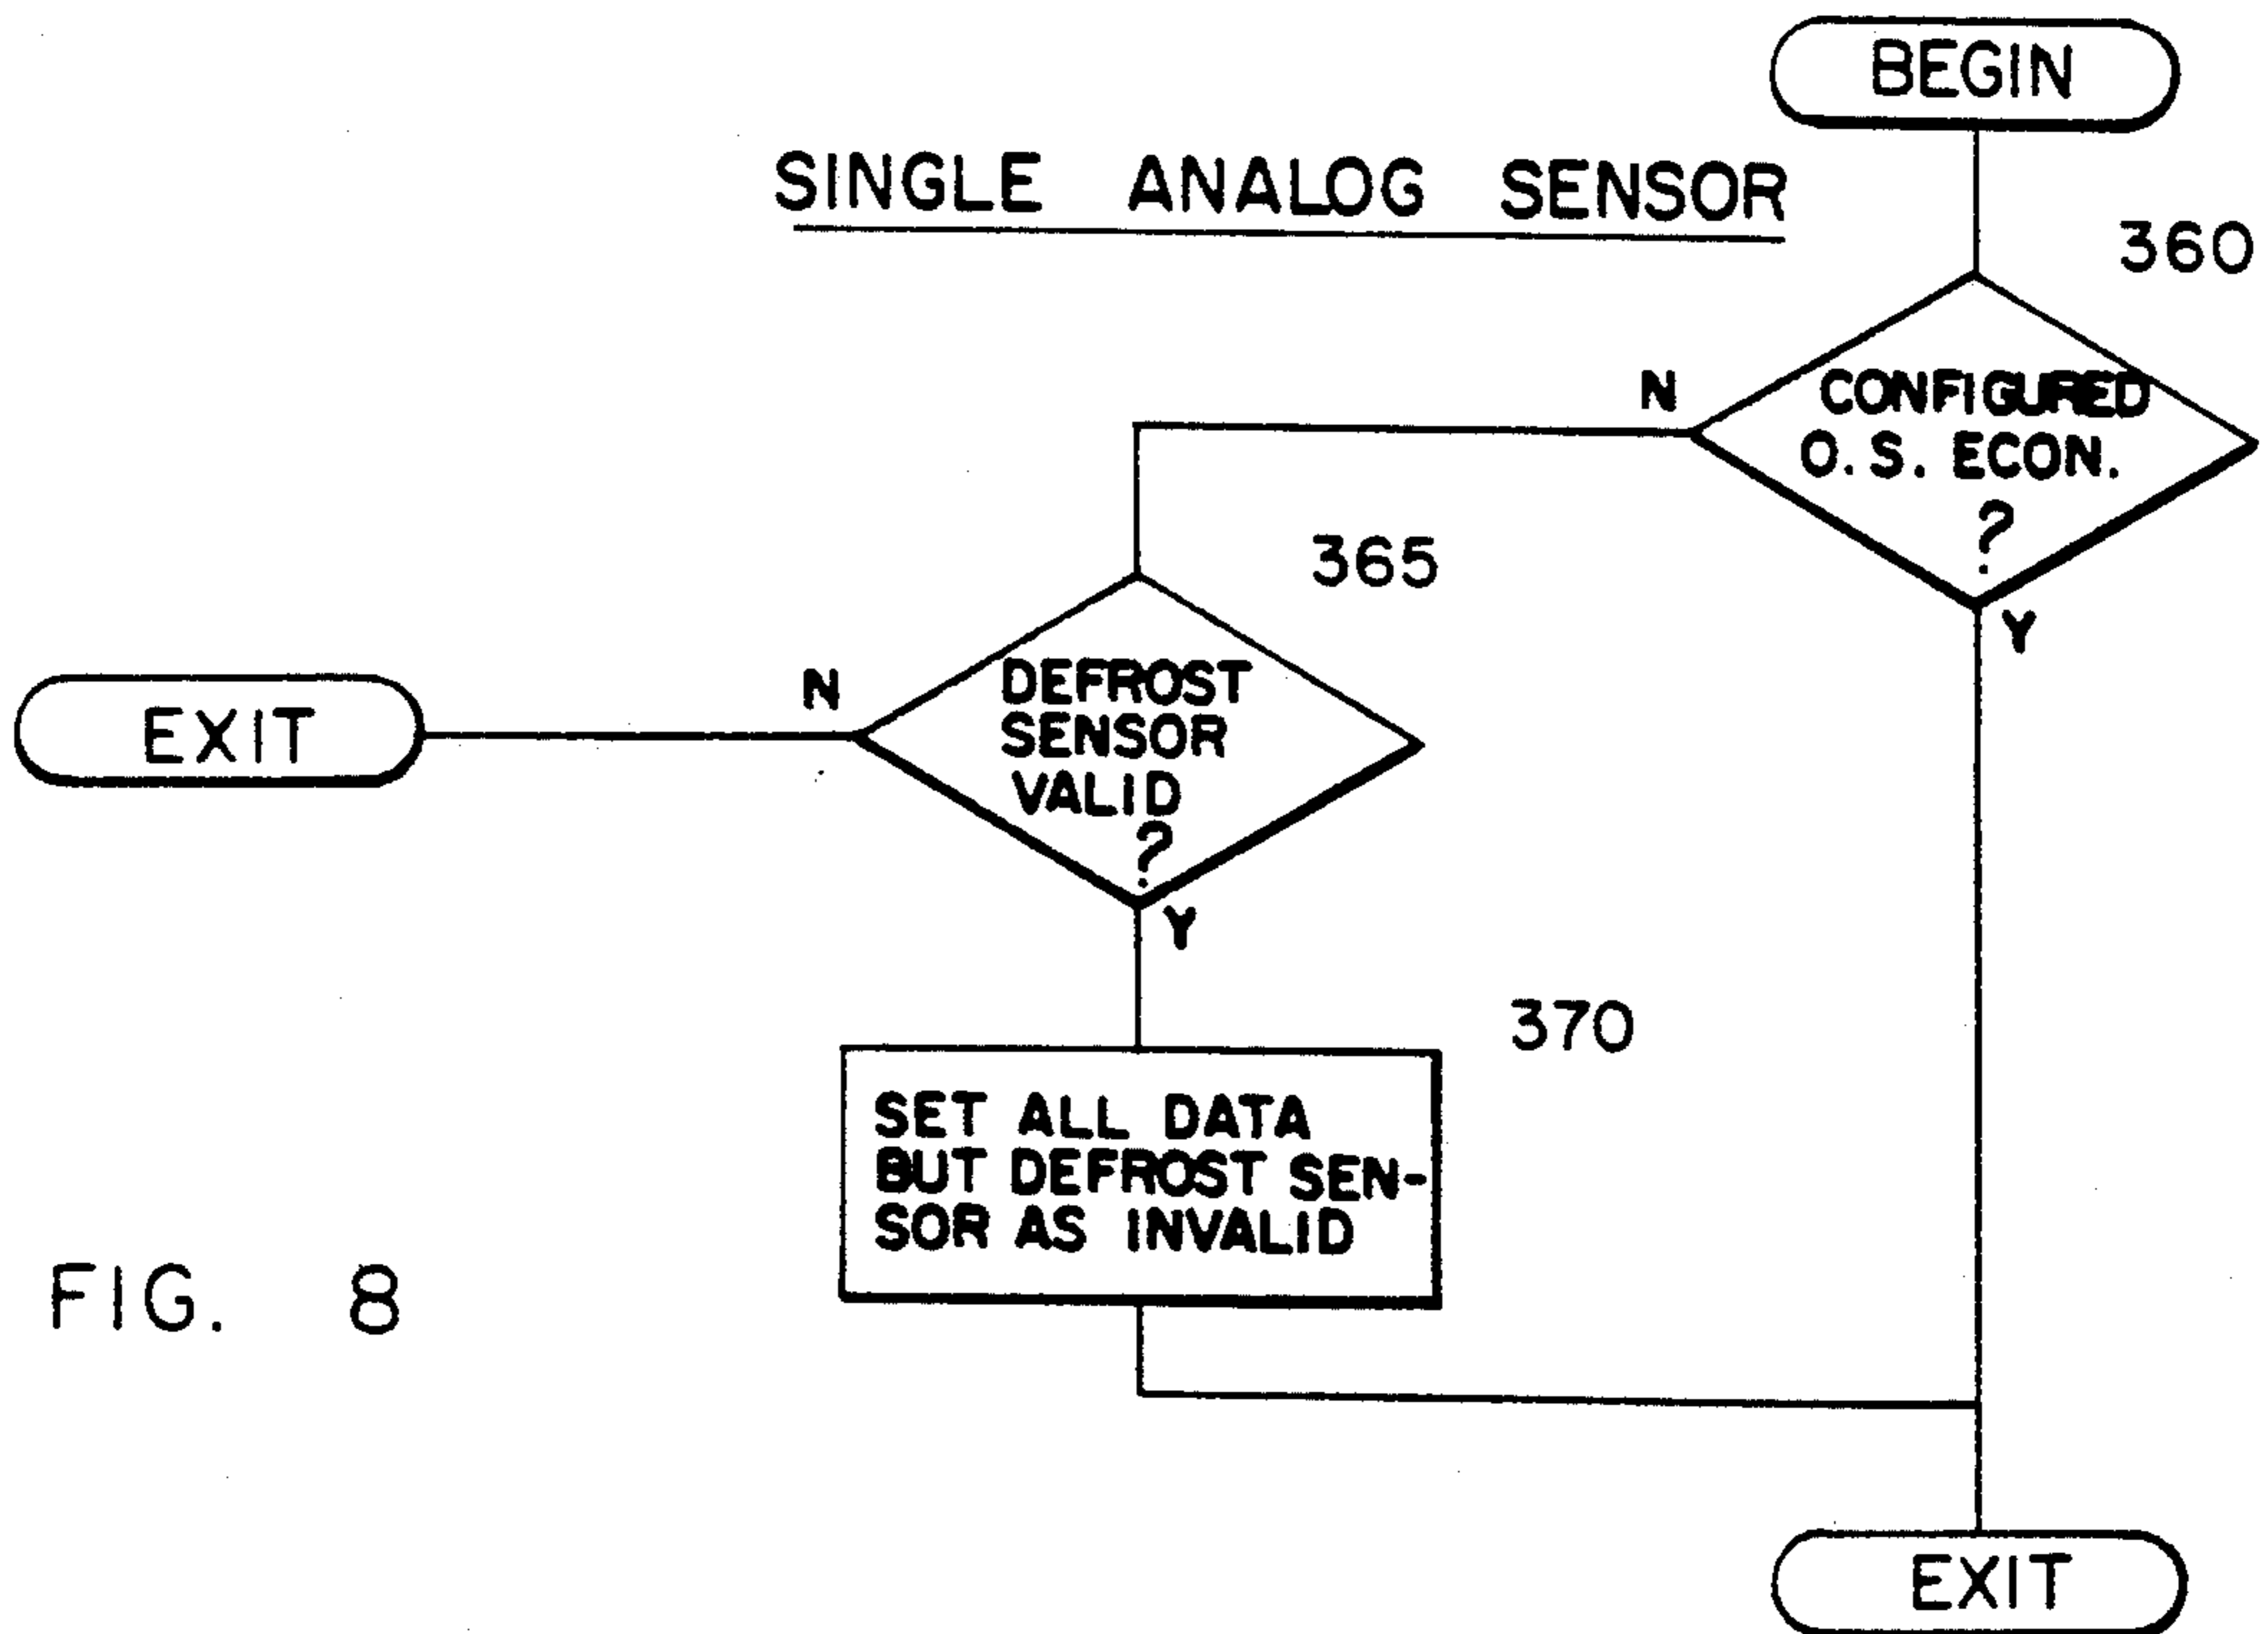 BEGIN
SINGLE ANALOG SENSOR
360
CONFIGURED
O. S. ECON.
?
N
Y
365
DEFROST
SENSOR
VALID
?
N
Y
EXIT
370
SET ALL DATA
BUT DEFROST SEN-
SOR AS INVALID
FIG. 8
EXIT